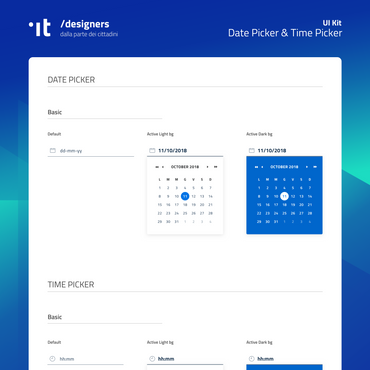 it
/designers
dalla parte dei cittadini
UI Kit
Date Picker & Time Picker
DATE PICKER
Basic
Default
Active Light bg
Active Dark bg
dd-mm-yy
11/10/2018
11/10/2018
OCTOBER 2018
L M M G V S D
1 2 3 4 5 6 7
8 9 10 11 12 13 14
15 16 17 18 19 20 21
22 23 24 25 26 27 28
29 30 31 1 2 3 4
OCTOBER 2018
L M M G V S D
1 2 3 4 5 6 7
8 9 10 11 12 13 14
15 16 17 18 19 20 21
22 23 24 25 26 27 28
29 30 31 1 2 3 4
TIME PICKER
Basic
Default
Active Light bg
Active Dark bg
hh:mm
hh:mm
hh:mm